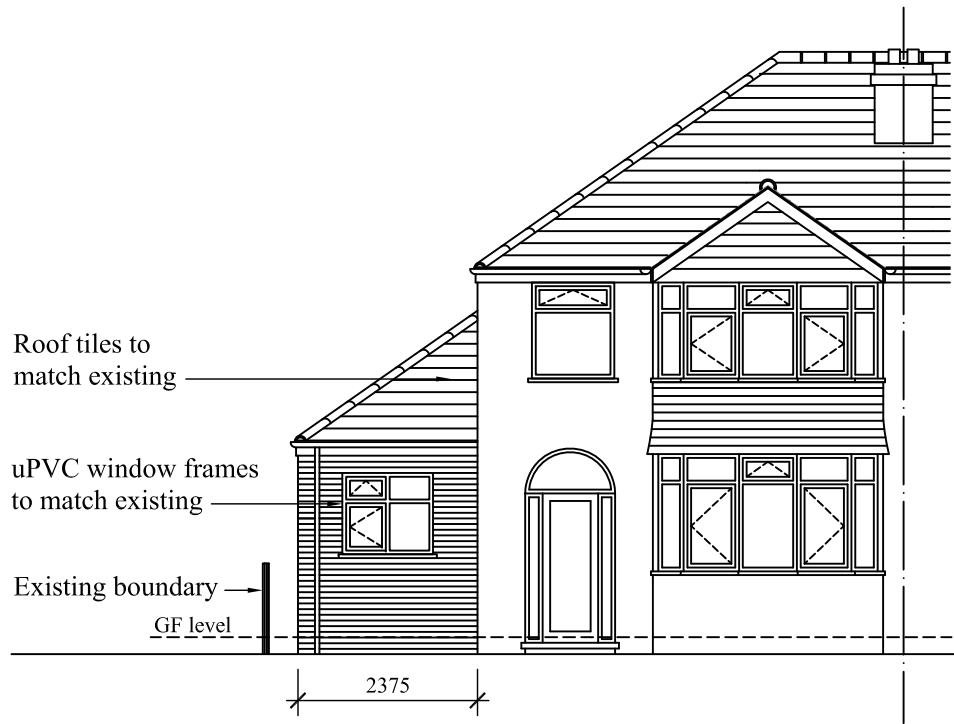 Roof tiles to
match existing
uPVC window frames
to match existing
Existing boundary
GF level
2375